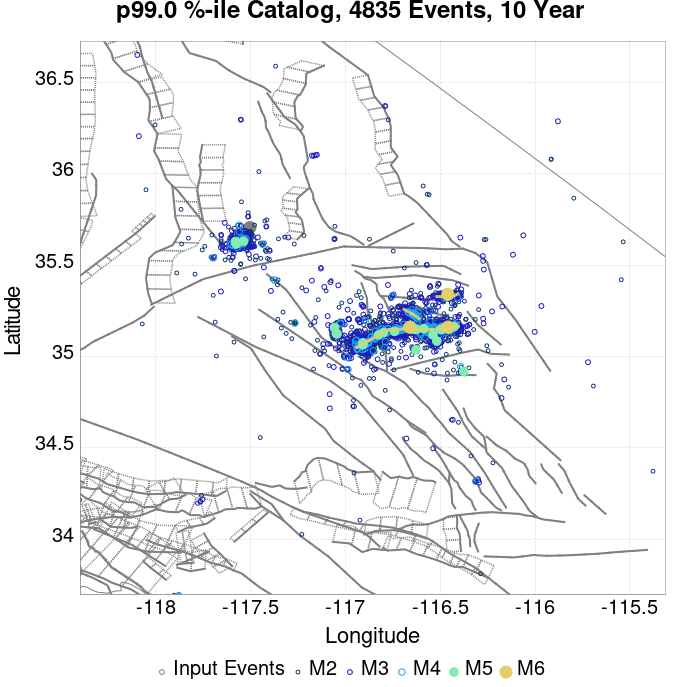 p99.0 %-ile Catalog, 4835 Events, 10 Year
36.5
36
35.5
35
34.5
34
Latitude
-118 -117.5 -117 -116.5 -116 -115.5
Longitude
Input Events M2 M3 M4 M5 M6